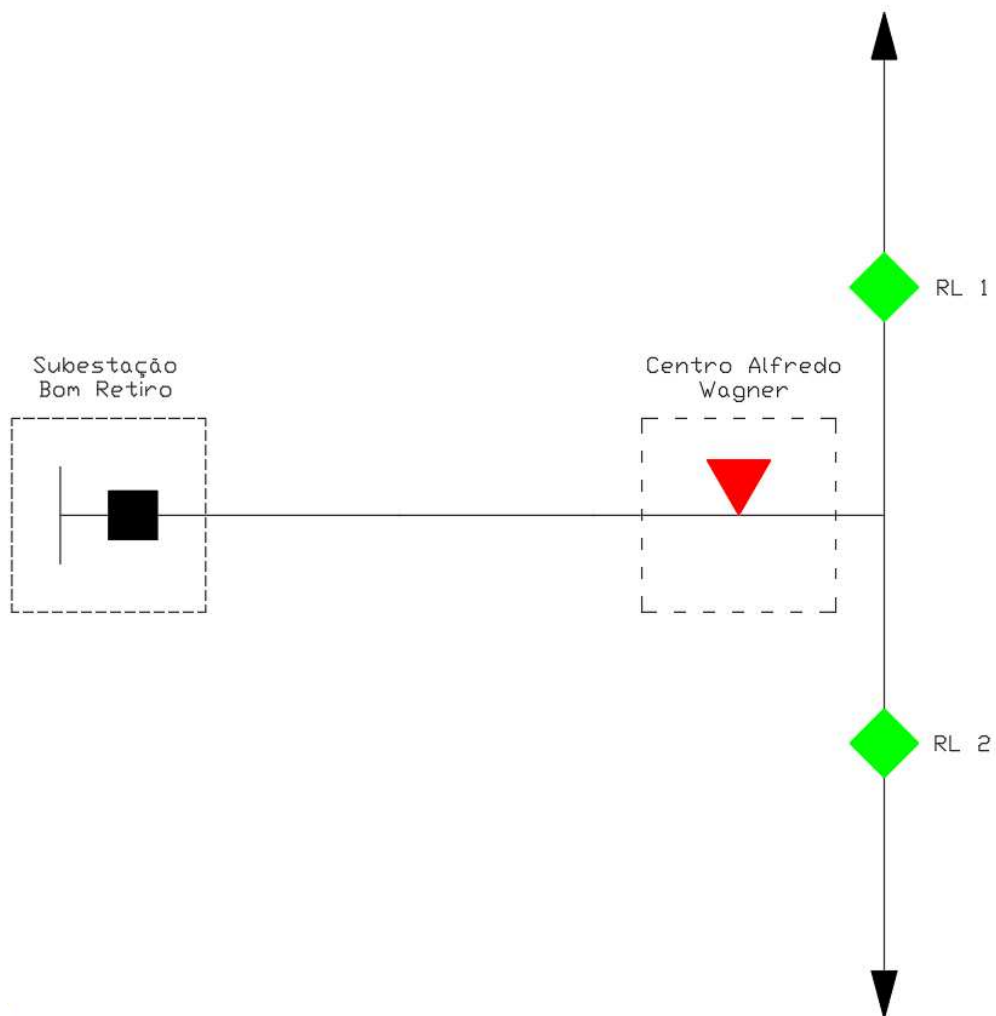 RL 1
Subestação
Bom Retiro
Centro Alfredo
Wagner
RL 2